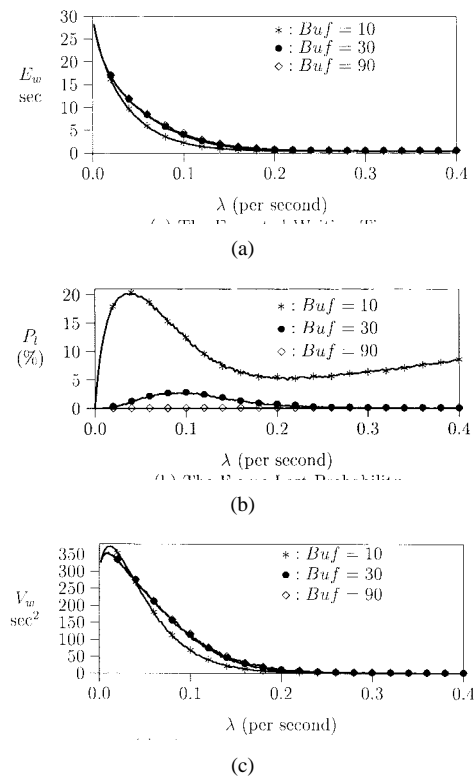 30
25
20
15
10
5
0
E_w
sec
* : Buf = 10
● : Buf = 30
◇ : Buf = 90
0.0 0.1 0.2 0.3 0.4
λ (per second)
(a)
20
15
10
5
0
P_l
(%)
* : Buf = 10
● : Buf = 30
◇ : Buf = 90
0.0 0.1 0.2 0.3 0.4
λ (per second)
(b)
350
300
250
200
150
100
50
0
V_w
sec²
* : Buf = 10
● : Buf = 30
◇ : Buf = 90
0.0 0.1 0.2 0.3 0.4
λ (per second)
(c)